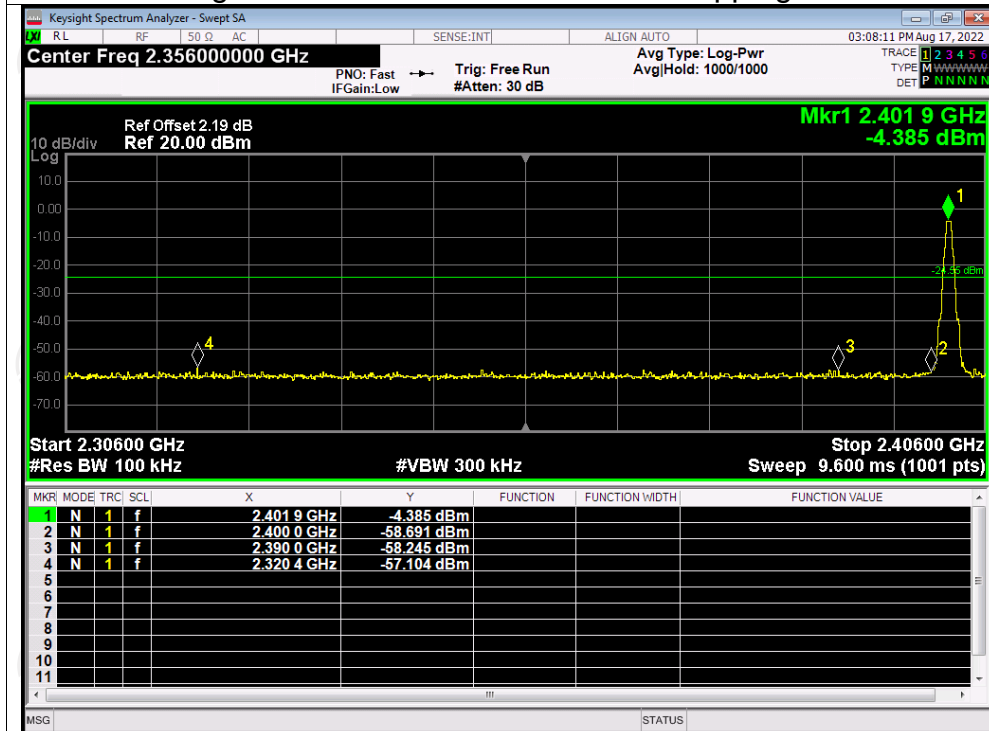 Keysight Spectrum Analyzer - Swept SA
LXI RL RF 50 Ω AC SENSE:INT ALIGN AUTO 03:08:11 PM Aug 17, 2022
Center Freq 2.356000000 GHz
PNO: Fast Trig: Free Run
IFGain:Low #Atten: 30 dB
Avg Type: Log-Pwr
Avg|Hold: 1000/1000
TRACE 1 2 3 4 5 6
TYPE M W W W W W
DET P N N N N N
Mkr1 2.401 9 GHz
-4.385 dBm
Ref Offset 2.19 dB
10 dB/div Ref 20.00 dBm
Log
10.0
0.00
-10.0
-20.0
-30.0
-40.0
-50.0
-60.0
-70.0
1
-24.55 dBm
4
3
2
Start 2.30600 GHz Stop 2.40600 GHz
#Res BW 100 kHz #VBW 300 kHz Sweep 9.600 ms (1001 pts)
MKR MODE TRC SCL X Y FUNCTION FUNCTION WIDTH FUNCTION VALUE
1 N 1 f 2.401 9 GHz -4.385 dBm
2 N 1 f 2.400 0 GHz -58.691 dBm
3 N 1 f 2.390 0 GHz -58.245 dBm
4 N 1 f 2.320 4 GHz -57.104 dBm
5
6
7
8
9
10
11
MSG STATUS